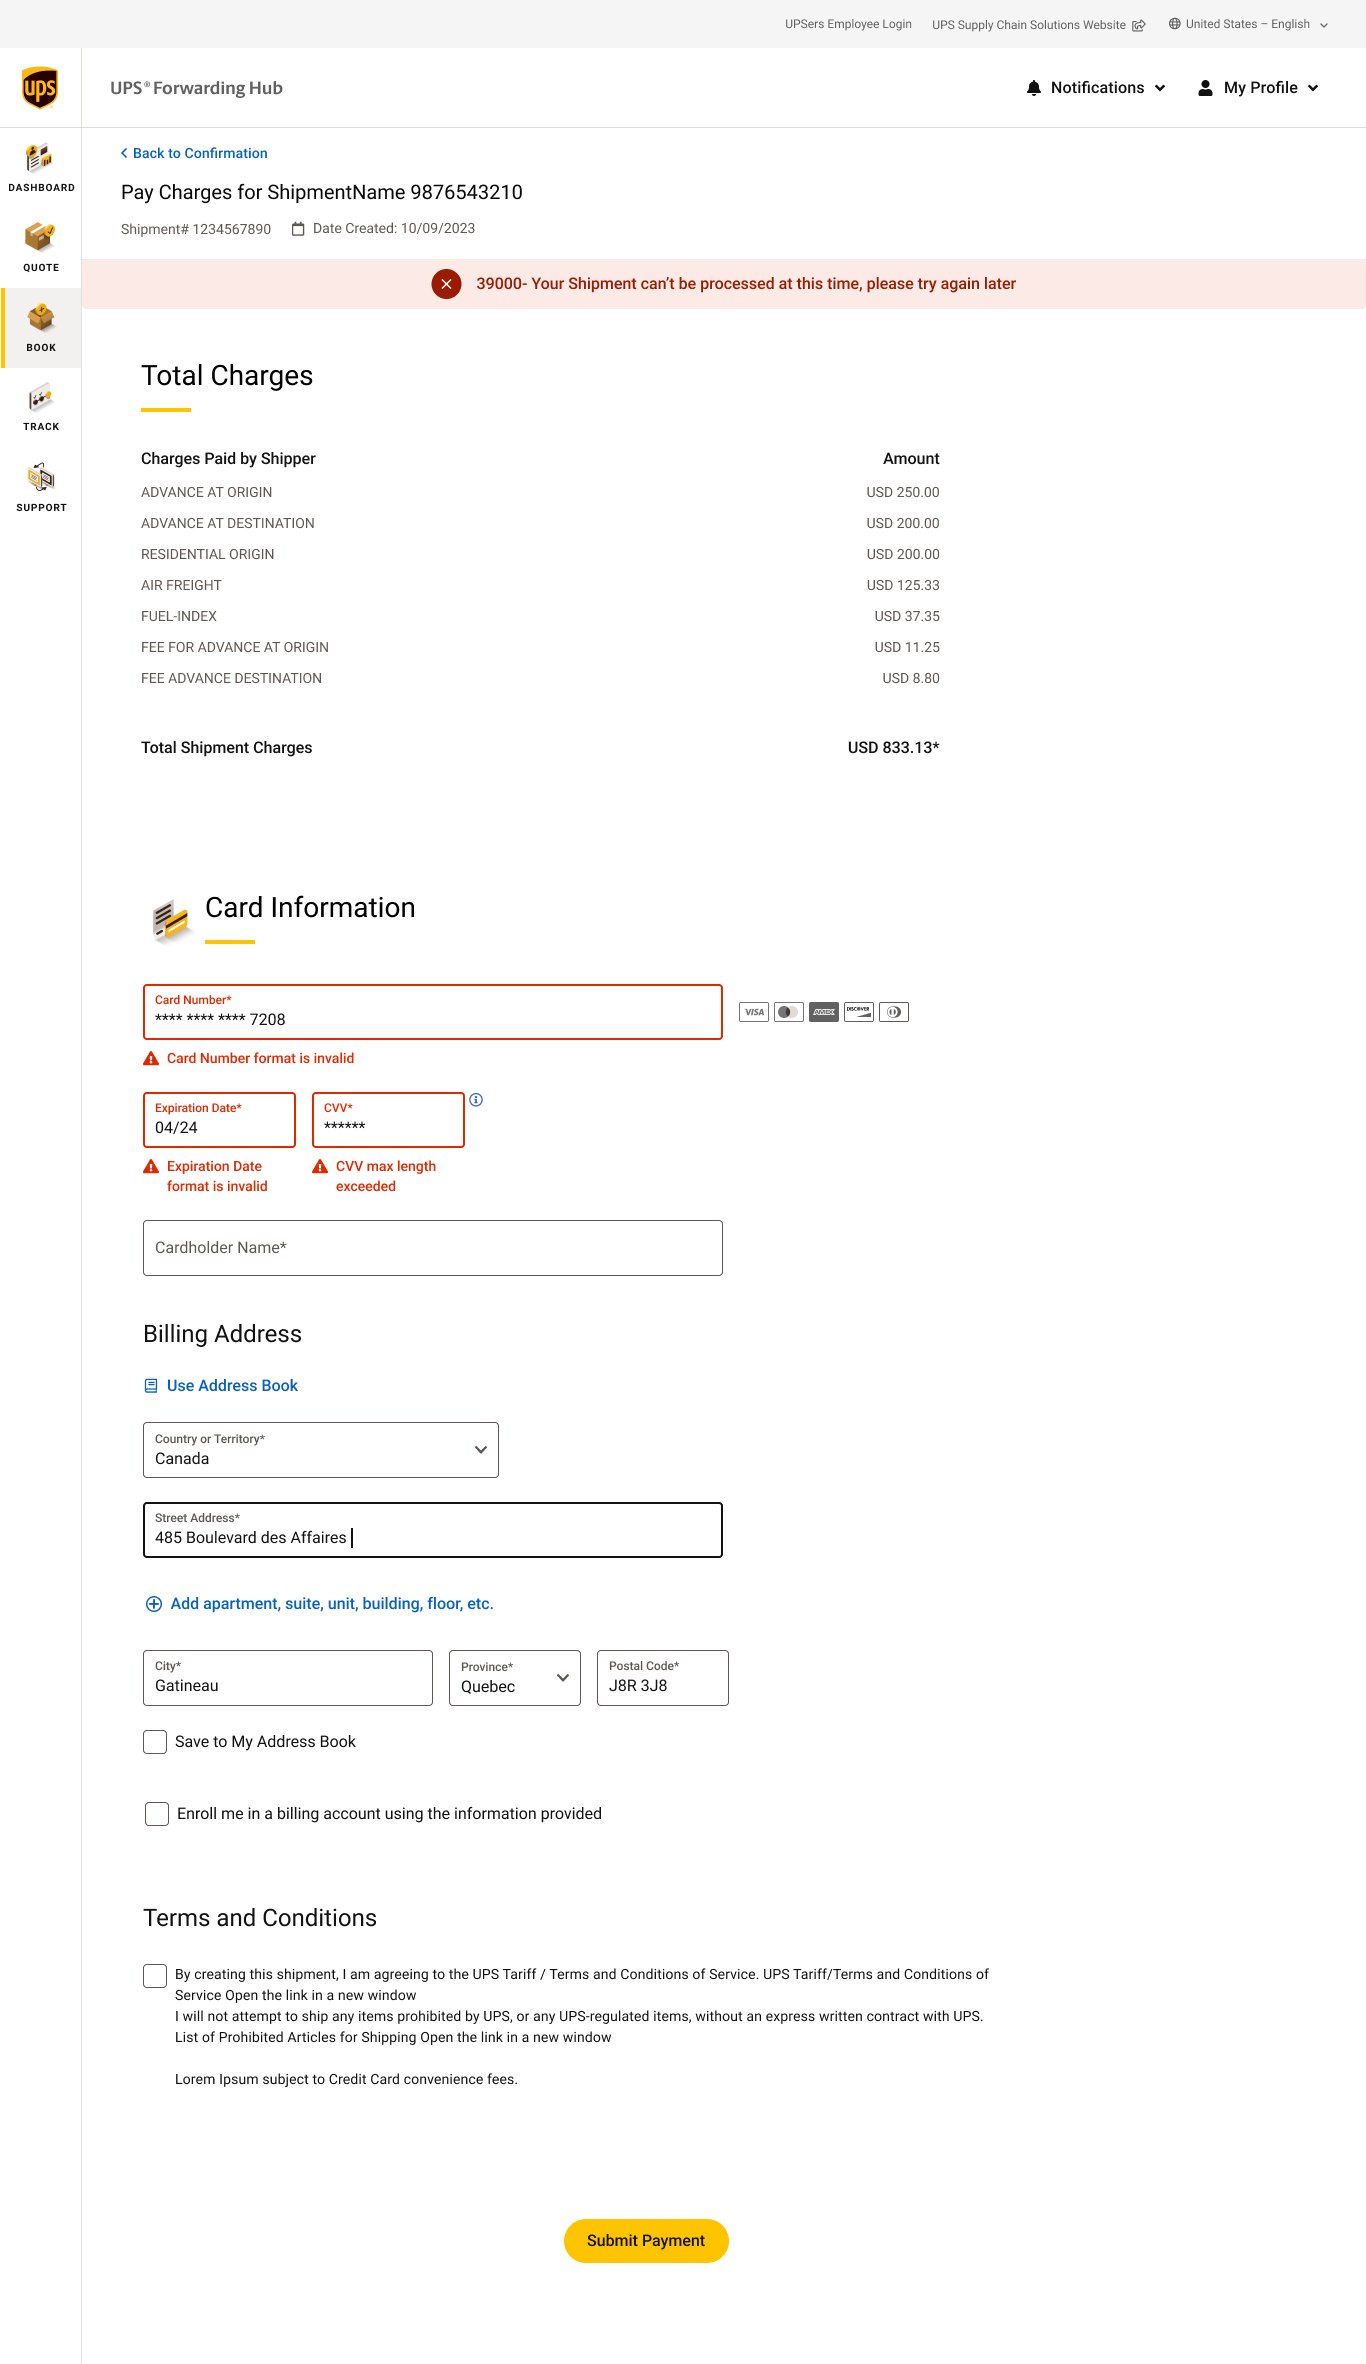 UPSers Employee Login
UPS Supply Chain Solutions Website
United States – English
ups
UPS® Forwarding Hub
Notifications
My Profile
DASHBOARD
QUOTE
BOOK
TRACK
SUPPORT
Back to Confirmation
Pay Charges for ShipmentName 9876543210
Shipment# 1234567890
Date Created: 10/09/2023
39000- Your Shipment can’t be processed at this time, please try again later
Total Charges
Charges Paid by Shipper Amount
ADVANCE AT ORIGIN USD 250.00
ADVANCE AT DESTINATION USD 200.00
RESIDENTIAL ORIGIN USD 200.00
AIR FREIGHT USD 125.33
FUEL-INDEX USD 37.35
FEE FOR ADVANCE AT ORIGIN USD 11.25
FEE ADVANCE DESTINATION USD 8.80
Total Shipment Charges USD 833.13*
Card Information
Card Number*
**** **** **** 7208
VISA
AMEX
DISCOVER
Card Number format is invalid
Expiration Date*
04/24
CVV*
******
Expiration Date
format is invalid
CVV max length
exceeded
Cardholder Name*
Billing Address
Use Address Book
Country or Territory*
Canada
Street Address*
485 Boulevard des Affaires
Add apartment, suite, unit, building, floor, etc.
City*
Gatineau
Province*
Quebec
Postal Code*
J8R 3J8
Save to My Address Book
Enroll me in a billing account using the information provided
Terms and Conditions
By creating this shipment, I am agreeing to the UPS Tariff / Terms and Conditions of Service. UPS Tariff/Terms and Conditions of
Service Open the link in a new window
I will not attempt to ship any items prohibited by UPS, or any UPS-regulated items, without an express written contract with UPS.
List of Prohibited Articles for Shipping Open the link in a new window
Lorem Ipsum subject to Credit Card convenience fees.
Submit Payment